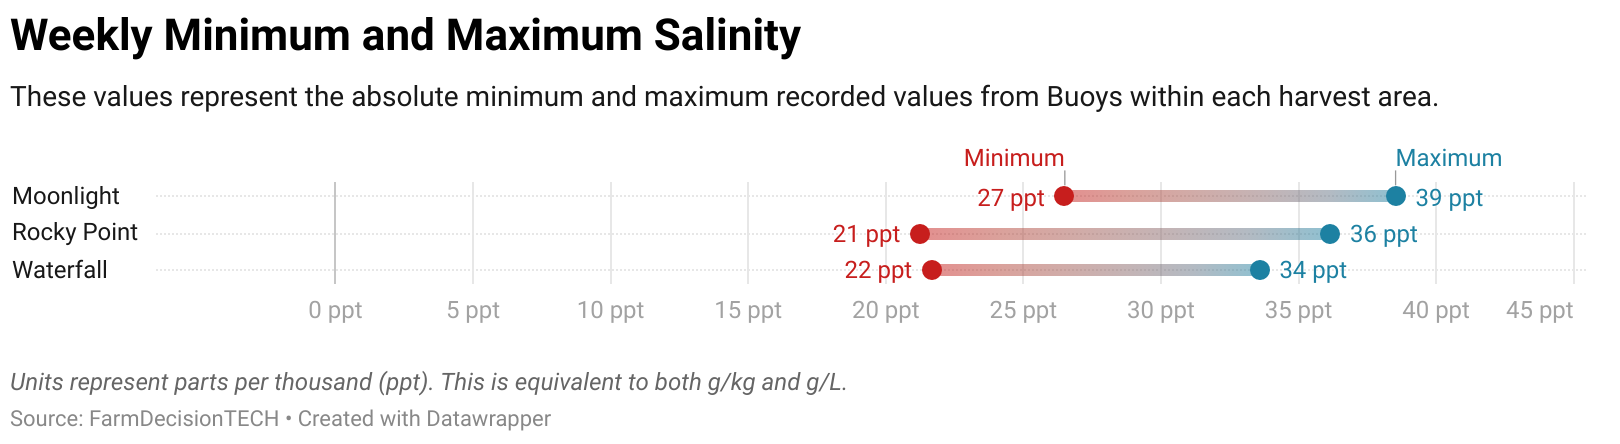 Weekly Minimum and Maximum Salinity
These values represent the absolute minimum and maximum recorded values from Buoys within each harvest area.
Minimum Maximum
Moonlight 27 ppt 39 ppt
Rocky Point 21 ppt 36 ppt
Waterfall 22 ppt 34 ppt
0 ppt 5 ppt 10 ppt 15 ppt 20 ppt 25 ppt 30 ppt 35 ppt 40 ppt 45 ppt
Units represent parts per thousand (ppt). This is equivalent to both g/kg and g/L.
Source: FarmDecisionTECH • Created with Datawrapper